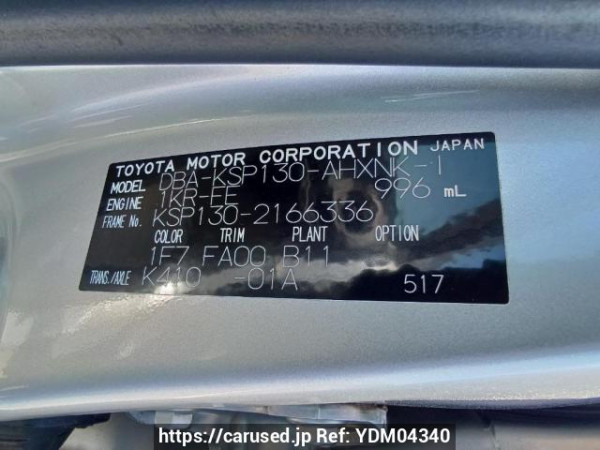 TOYOTA MOTOR CORPORATION JAPAN
MODEL DBA-KSP130-AHXNK-I
ENGINE 1KR-FE 996 mL
FRAME No. KSP130-2166336
COLOR TRIM PLANT OPTION
1F7 FA00 B11
TRANS./AXLE K410 -01A 517
https://carused.jp Ref: YDM04340